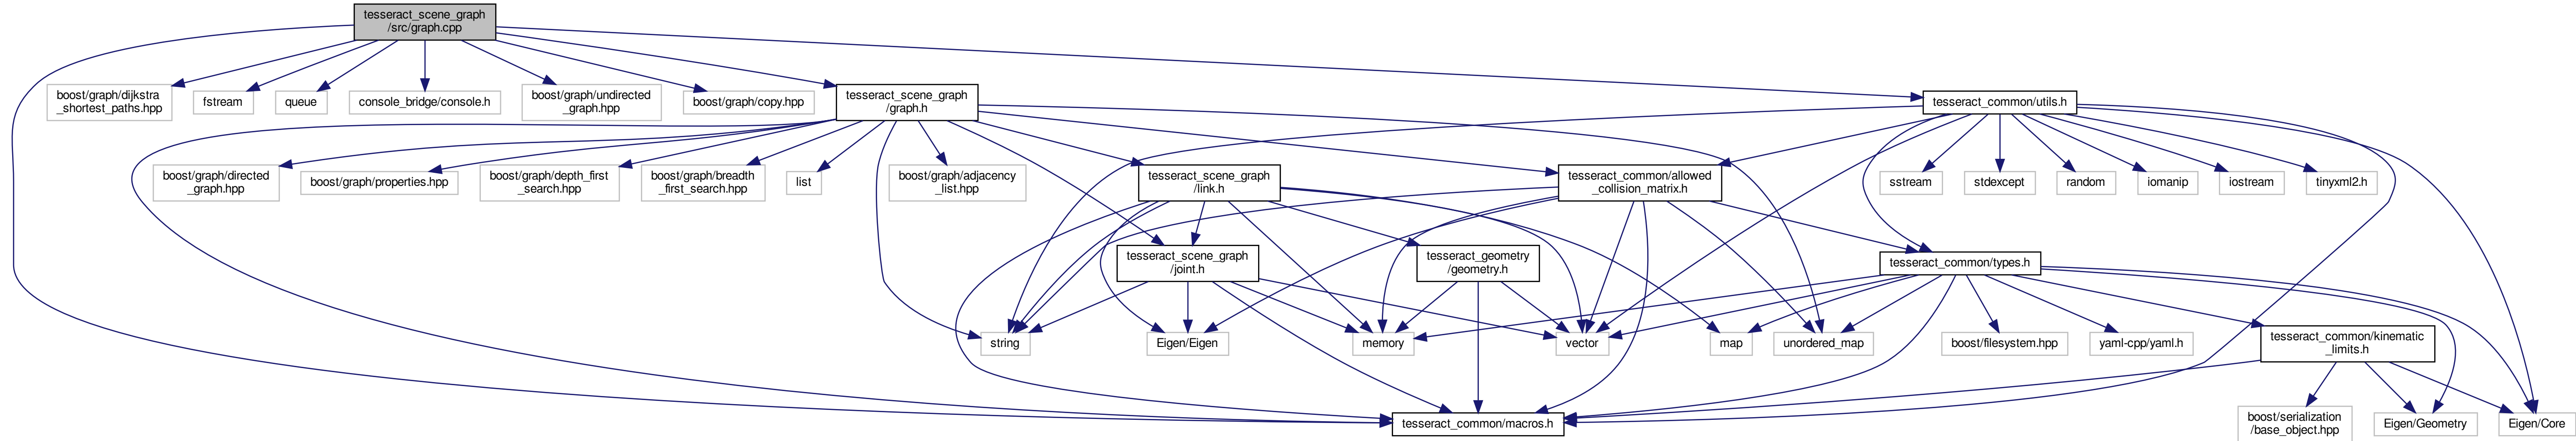 tesseract_scene_graph
/src/graph.cpp
boost/graph/dijkstra
_shortest_paths.hpp
fstream
queue
console_bridge/console.h
boost/graph/undirected
_graph.hpp
boost/graph/copy.hpp
tesseract_scene_graph
/graph.h
tesseract_common/utils.h
boost/graph/directed
_graph.hpp
boost/graph/properties.hpp
boost/graph/depth_first
_search.hpp
boost/graph/breadth
_first_search.hpp
list
boost/graph/adjacency
_list.hpp
tesseract_scene_graph
/link.h
tesseract_common/allowed
_collision_matrix.h
sstream
stdexcept
random
iomanip
iostream
tinyxml2.h
tesseract_scene_graph
/joint.h
tesseract_geometry
/geometry.h
tesseract_common/types.h
string
Eigen/Eigen
memory
vector
map
unordered_map
boost/filesystem.hpp
yaml-cpp/yaml.h
tesseract_common/kinematic
_limits.h
tesseract_common/macros.h
boost/serialization
/base_object.hpp
Eigen/Geometry
Eigen/Core